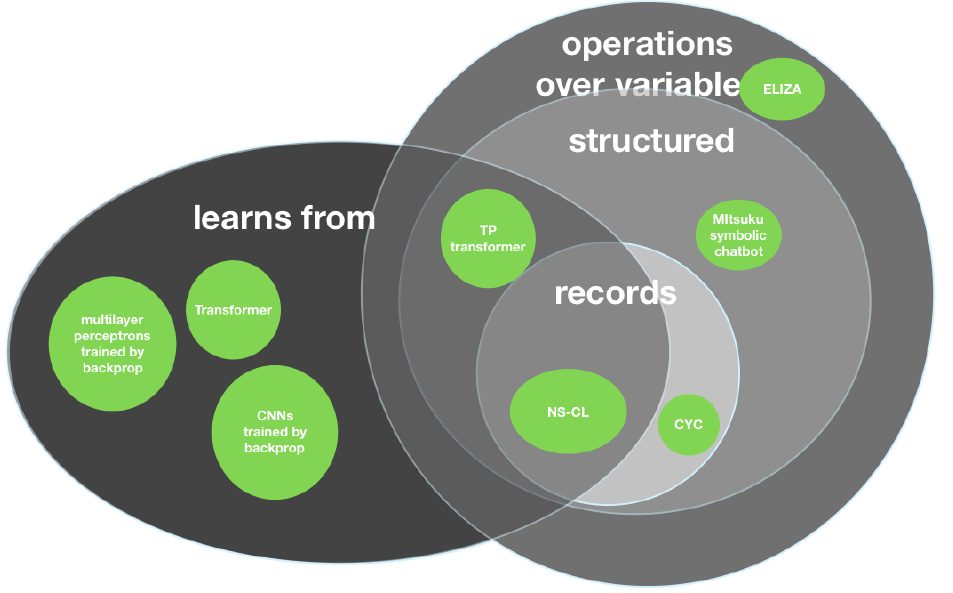 operations
over variable
ELIZA
structured
learns from
TP
transformer
MItsuku
symbolic
chatbot
records
Transformer
multilayer
perceptrons
trained by
backprop
CNNs
trained by
backprop
NS-CL
CYC